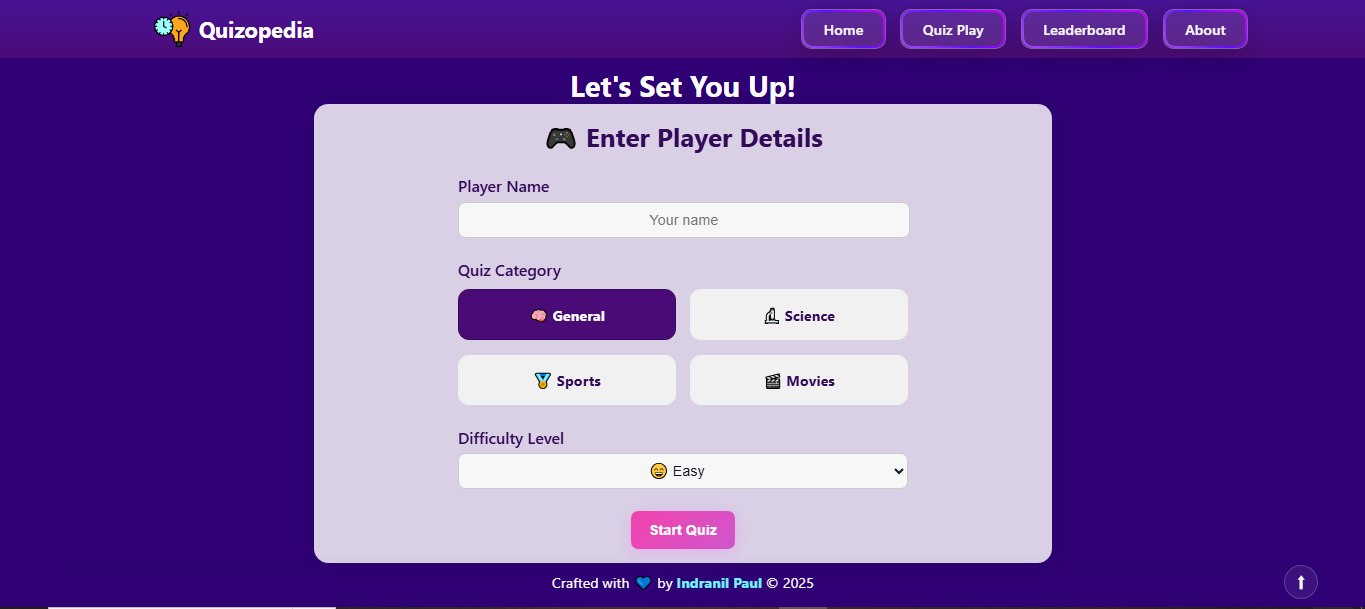 Quizopedia
Home
Quiz Play
Leaderboard
About
Let's Set You Up!
🎮 Enter Player Details
Player Name
Your name
Quiz Category
🧠 General
🔬 Science
🏅 Sports
🎬 Movies
Difficulty Level
😄 Easy
Start Quiz
Crafted with 💙 by Indranil Paul © 2025